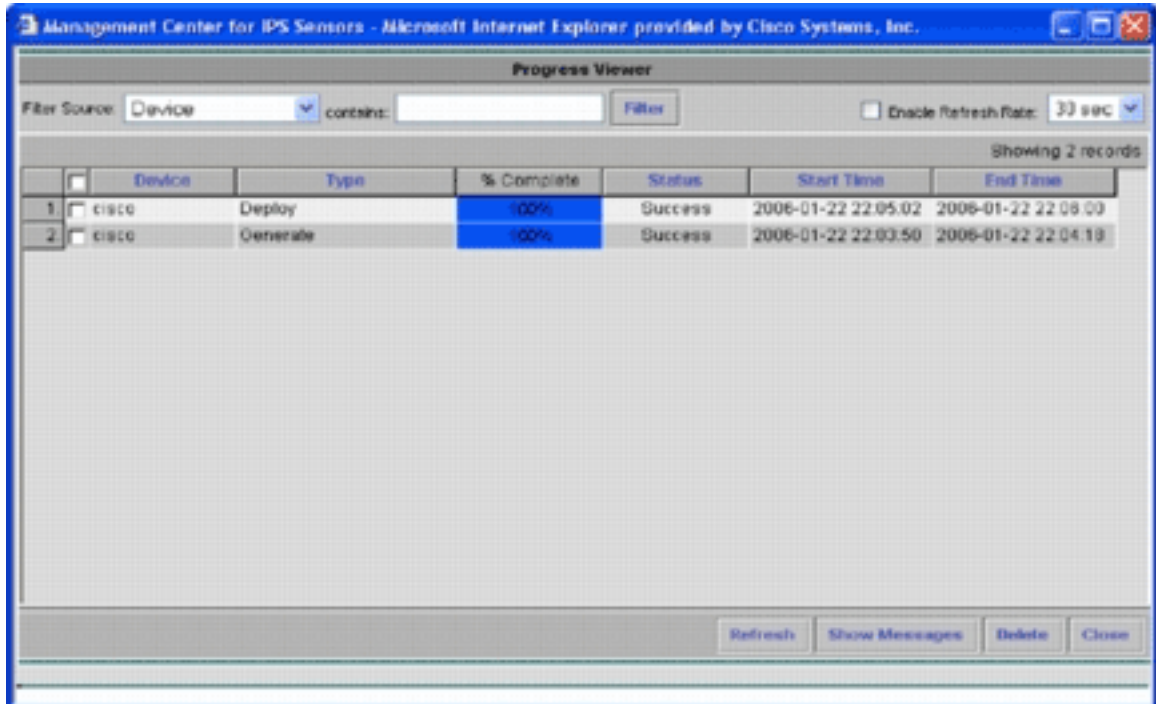 Management Center for IPS Sensors - Microsoft Internet Explorer provided by Cisco Systems, Inc.
Progress Viewer
Filter Source: Device contains: Filter Enable Refresh Rate: 30 sec
Showing 2 records
Device Type % Complete Status Start Time End Time
1 cisco Deploy 100% Success 2006-01-22 22:05:02 2006-01-22 22:08:00
2 cisco Generate 100% Success 2006-01-22 22:03:50 2006-01-22 22:04:18
Refresh Show Messages Delete Close